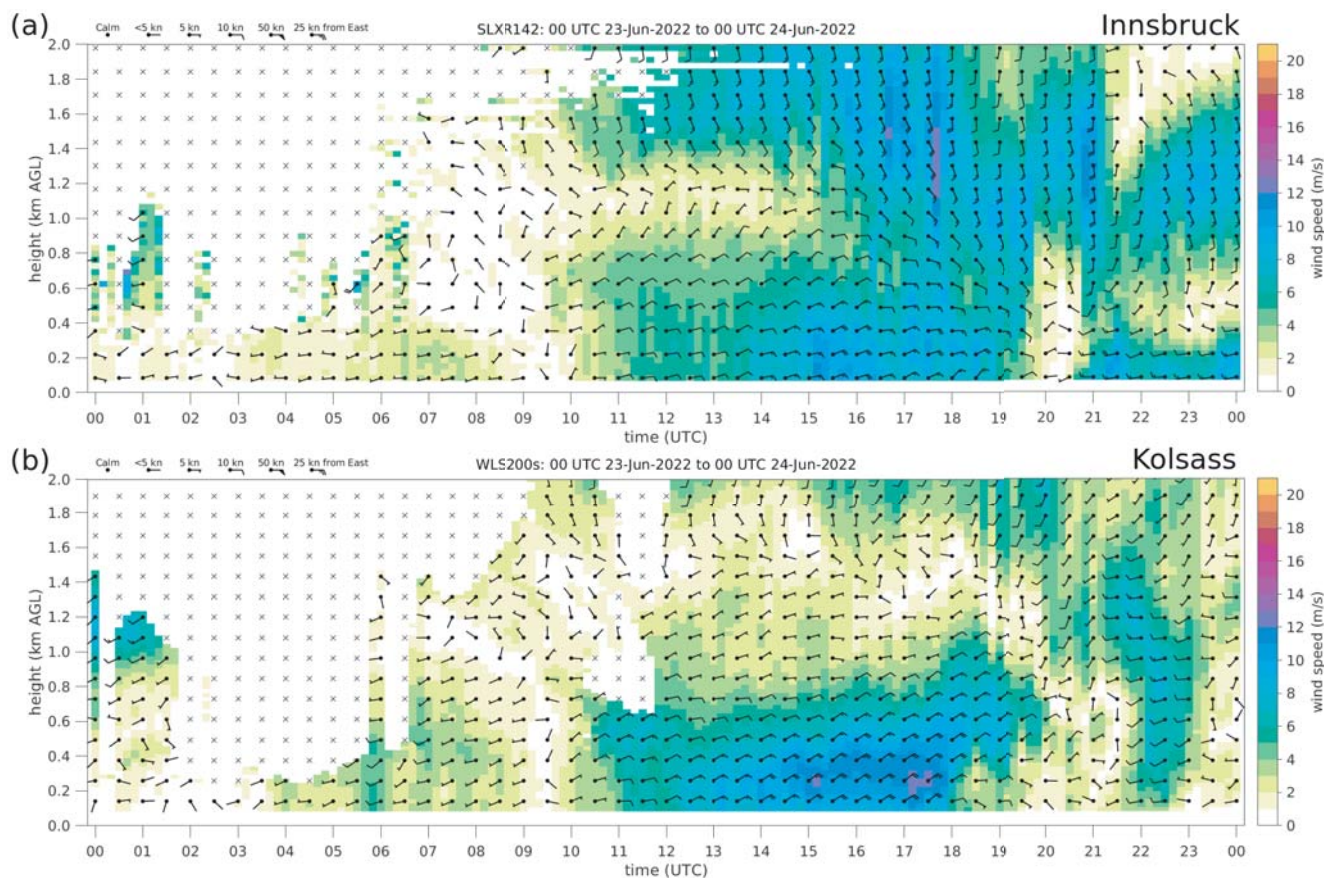 (a)
Calm <5 kn 5 kn 10 kn 50 kn 25 kn from East
SLXR142: 00 UTC 23-Jun-2022 to 00 UTC 24-Jun-2022
Innsbruck
height (km AGL)
2.0
1.8
1.6
1.4
1.2
1.0
0.8
0.6
0.4
0.2
0.0
00 01 02 03 04 05 06 07 08 09 10 11 12 13 14 15 16 17 18 19 20 21 22 23 00
time (UTC)
20
18
16
14
12
10
8
6
4
2
0
wind speed (m/s)
(b)
Calm <5 kn 5 kn 10 kn 50 kn 25 kn from East
WLS200s: 00 UTC 23-Jun-2022 to 00 UTC 24-Jun-2022
Kolsass
height (km AGL)
2.0
1.8
1.6
1.4
1.2
1.0
0.8
0.6
0.4
0.2
0.0
00 01 02 03 04 05 06 07 08 09 10 11 12 13 14 15 16 17 18 19 20 21 22 23 00
time (UTC)
20
18
16
14
12
10
8
6
4
2
0
wind speed (m/s)